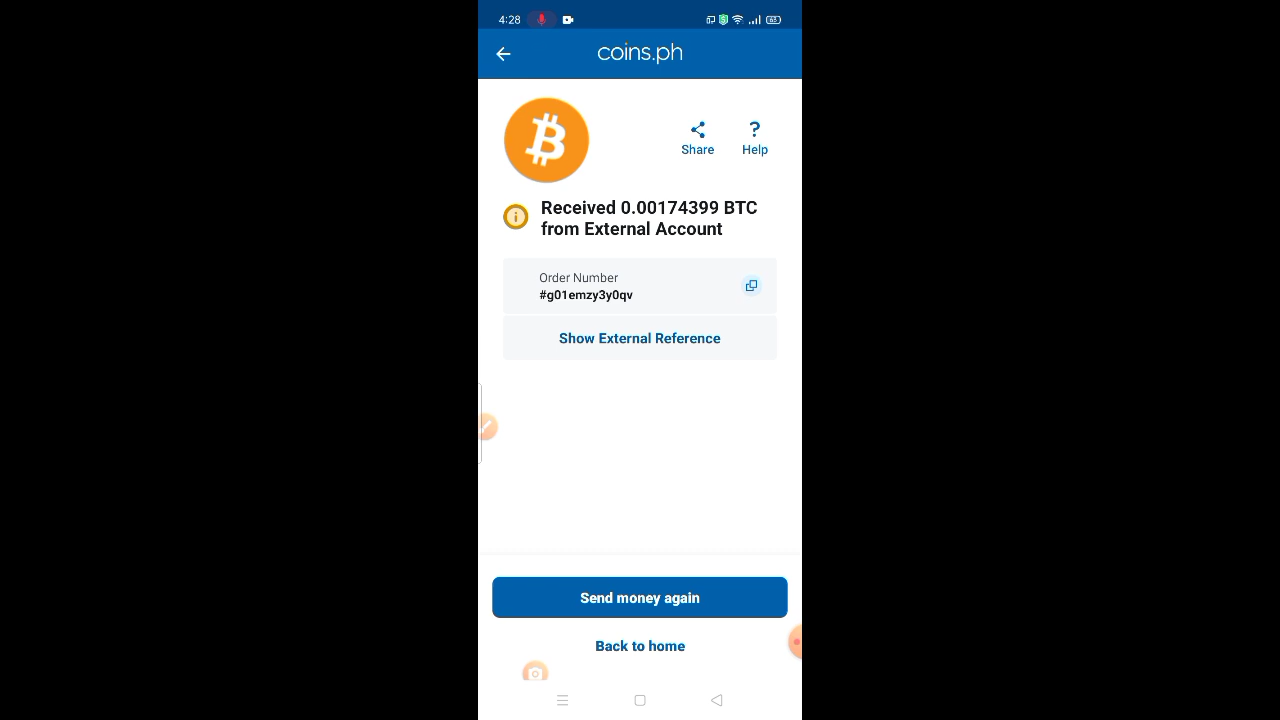 4:28
63
coins.ph
Share
? Help
Received 0.00174399 BTC
from External Account
Order Number
#g01emzy3y0qv
Show External Reference
Send money again
Back to home